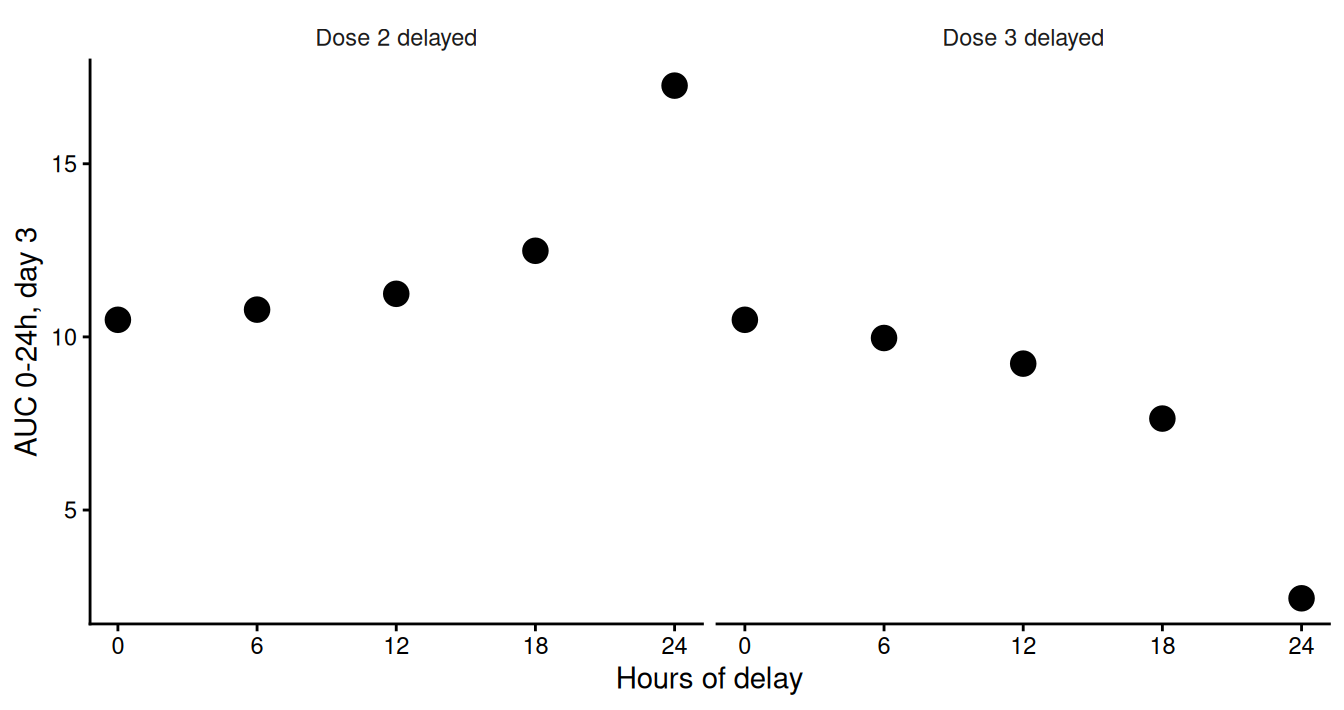 Dose 2 delayed
Dose 3 delayed
15
10
5
AUC 0-24h, day 3
0 6 12 18 24 0 6 12 18 24
Hours of delay